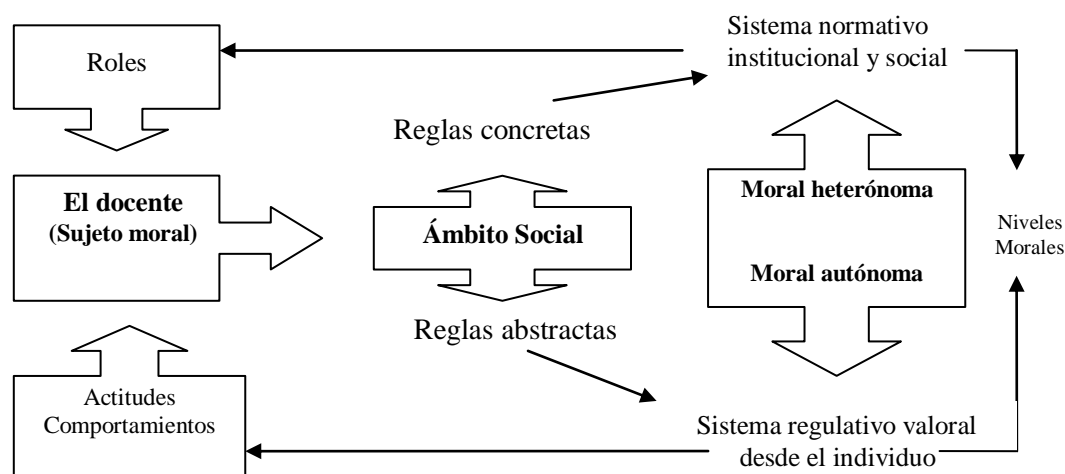 Sistema normativo
institucional y social
Roles
Reglas concretas
El docente
(Sujeto moral)
Ámbito Social
Moral heterónoma
Moral autónoma
Niveles
Morales
Reglas abstractas
Actitudes
Comportamientos
Sistema regulativo valoral
desde el individuo